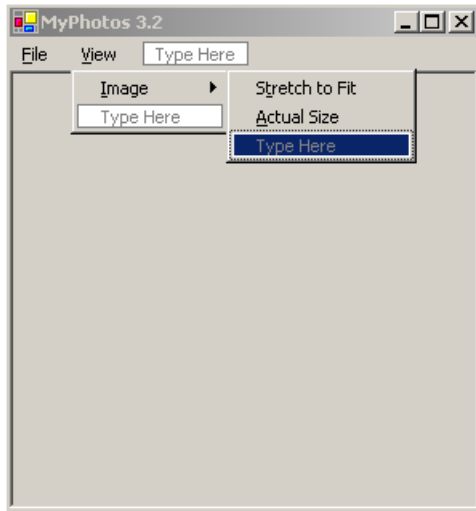 MyPhotos 3.2
File View Type Here
Image Stretch to Fit
Type Here Actual Size
Type Here